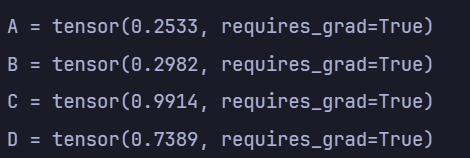 A = tensor(0.2533, requires_grad=True)
B = tensor(0.2982, requires_grad=True)
C = tensor(0.9914, requires_grad=True)
D = tensor(0.7389, requires_grad=True)